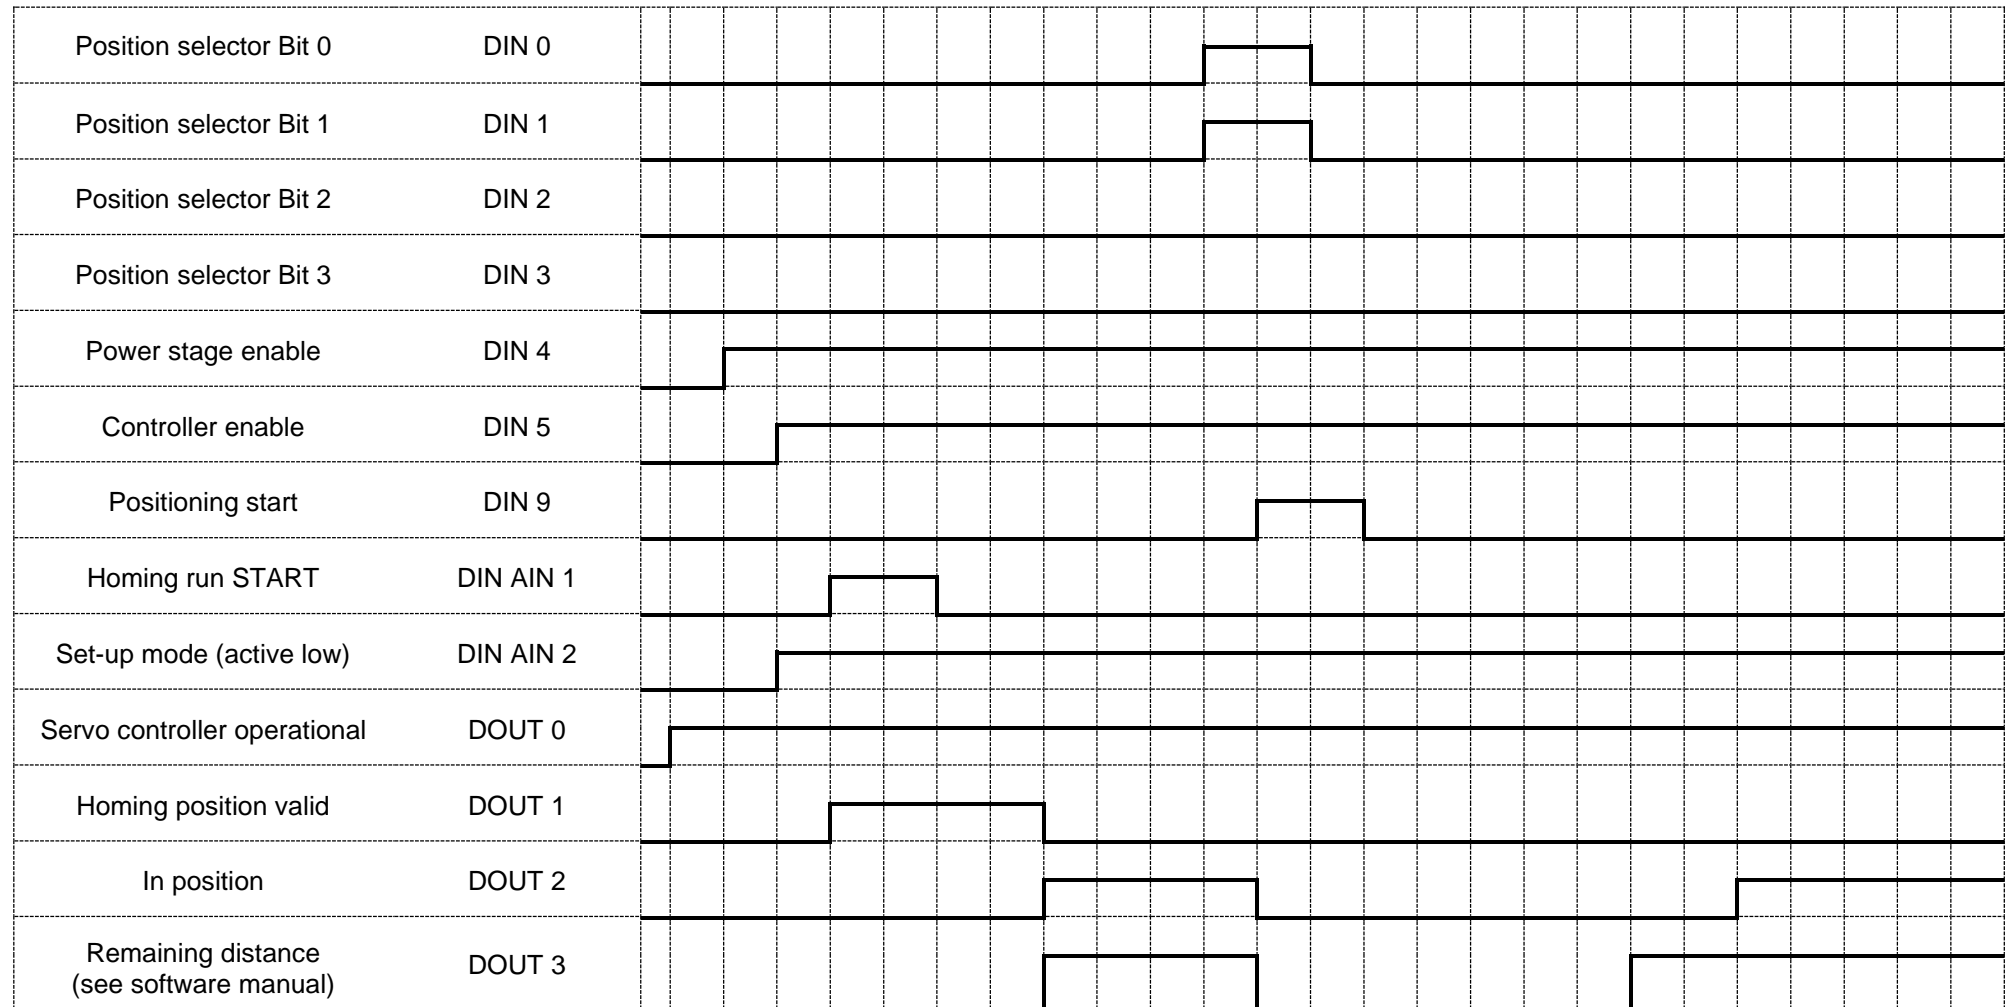 Position selector Bit 0 DIN 0
Position selector Bit 1 DIN 1
Position selector Bit 2 DIN 2
Position selector Bit 3 DIN 3
Power stage enable DIN 4
Controller enable DIN 5
Positioning start DIN 9
Homing run START DIN AIN 1
Set-up mode (active low) DIN AIN 2
Servo controller operational DOUT 0
Homing position valid DOUT 1
In position DOUT 2
Remaining distance
(see software manual) DOUT 3